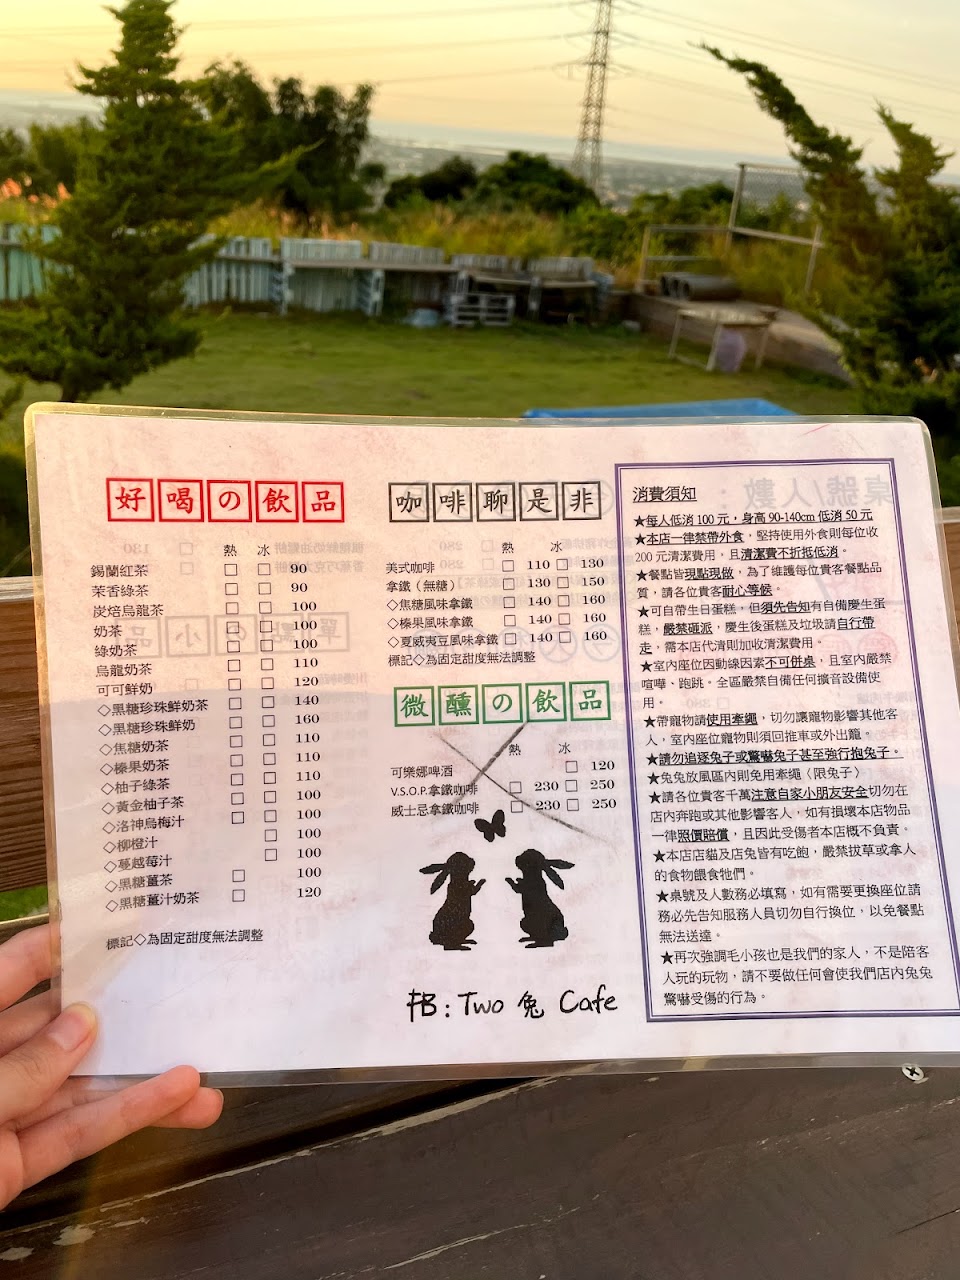 好喝の飲品
熱 冰
錫蘭紅茶 □ □ 90
茉香綠茶 □ □ 90
炭焙烏龍茶 □ □ 100
奶茶 □ □ 100
綠奶茶 □ □ 100
烏龍奶茶 □ □ 110
可可鮮奶 □ □ 120
◇黑糖珍珠奶茶 □ □ 140
◇黑糖珍珠鮮奶 □ □ 160
◇焦糖奶茶 □ □ 110
◇榛果奶茶 □ □ 110
◇柚子綠茶 □ □ 110
◇黃金柚子茶 □ □ 100
◇洛神烏梅汁 □ □ 100
◇柳橙汁 □ 100
◇蔓越莓汁 □ 100
◇黑糖薑茶 □ 100
◇黑糖薑汁奶茶 □ 120
標記◇為固定甜度無法調整
咖啡聊是非
熱 冰
美式咖啡 □ 110 □ 130
拿鐵（無糖） □ 130 □ 150
◇焦糖風味拿鐵 □ 140 □ 160
◇榛果風味拿鐵 □ 140 □ 160
◇夏威夷豆風味拿鐵 □ 140 □ 160
標記◇為固定甜度無法調整
微醺の飲品
熱 冰
可樂娜啤酒 □ 120
V.S.O.P.拿鐵咖啡 □ 230 □ 250
威士忌拿鐵咖啡 □ 230 □ 250
FB : Two 兔 Cafe
消費須知
★每人低消 100 元，身高 90-140cm 低消 50 元
★本店一律禁帶外食，堅持使用外食則每位收
200 元清潔費用，且清潔費不折抵低消。
★餐點皆現點現做，為了維護每位貴客餐點品
質，請各位貴客耐心等候。
★可自帶生日蛋糕，但須先告知有自備慶生蛋
糕，嚴禁砸派，慶生後蛋糕及垃圾請自行帶
走，需本店代清則加收清潔費用。
★室內座位因動線因素不可併桌，且室內嚴禁
喧嘩、跑跳。全區嚴禁自備任何擴音設備使
用。
★帶寵物請使用牽繩，切勿讓寵物影響其他客
人，室內座位寵物則須回推車或外出籠。
★請勿追逐兔子或驚嚇兔子甚至強行抱兔子。
★兔兔放風區內則免用牽繩（限兔子）
★請各位貴客千萬注意自家小朋友安全切勿在
店內奔跑或其他影響客人，如有損壞本店物品
一律照價賠償，且因此受傷者本店概不負責。
★本店店貓及店兔皆有吃飽，嚴禁拔草或拿人
的食物餵食牠們。
★桌號及人數務必填寫，如有需要更換座位請
務必先告知服務人員切勿自行換位，以免餐點
無法送達。
★再次強調毛小孩也是我們的家人，不是陪客
人玩的玩物，請不要做任何會使我們店內兔兔
驚嚇受傷的行為。